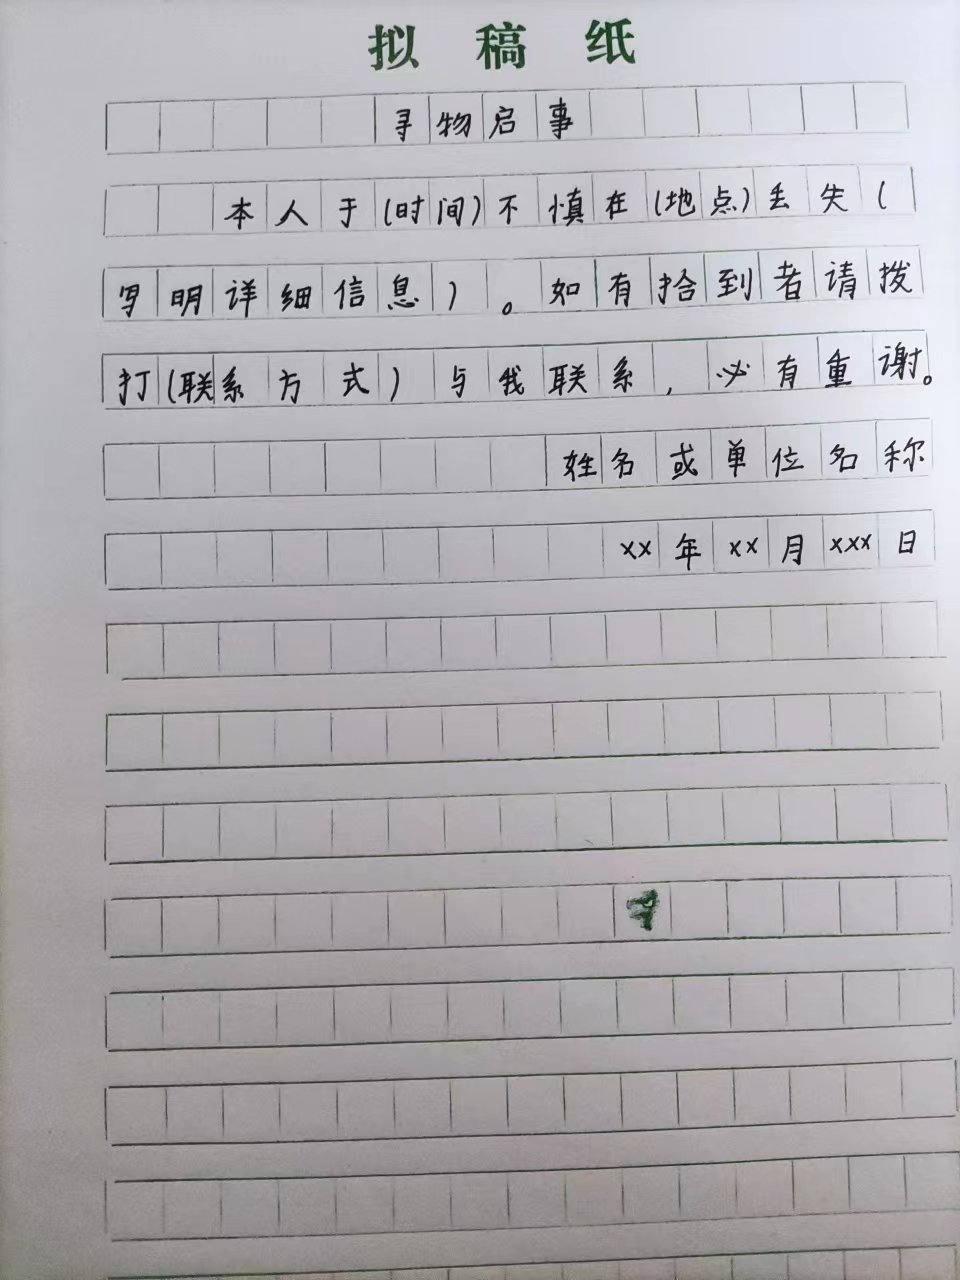 拟稿纸
寻物启事
本人于(时间)不慎在(地点)丢失(
写明详细信息)。如有拾到者请拨
打(联系方式)与我联系,必有重谢。
姓名或单位名称
xx年xx月xxx日